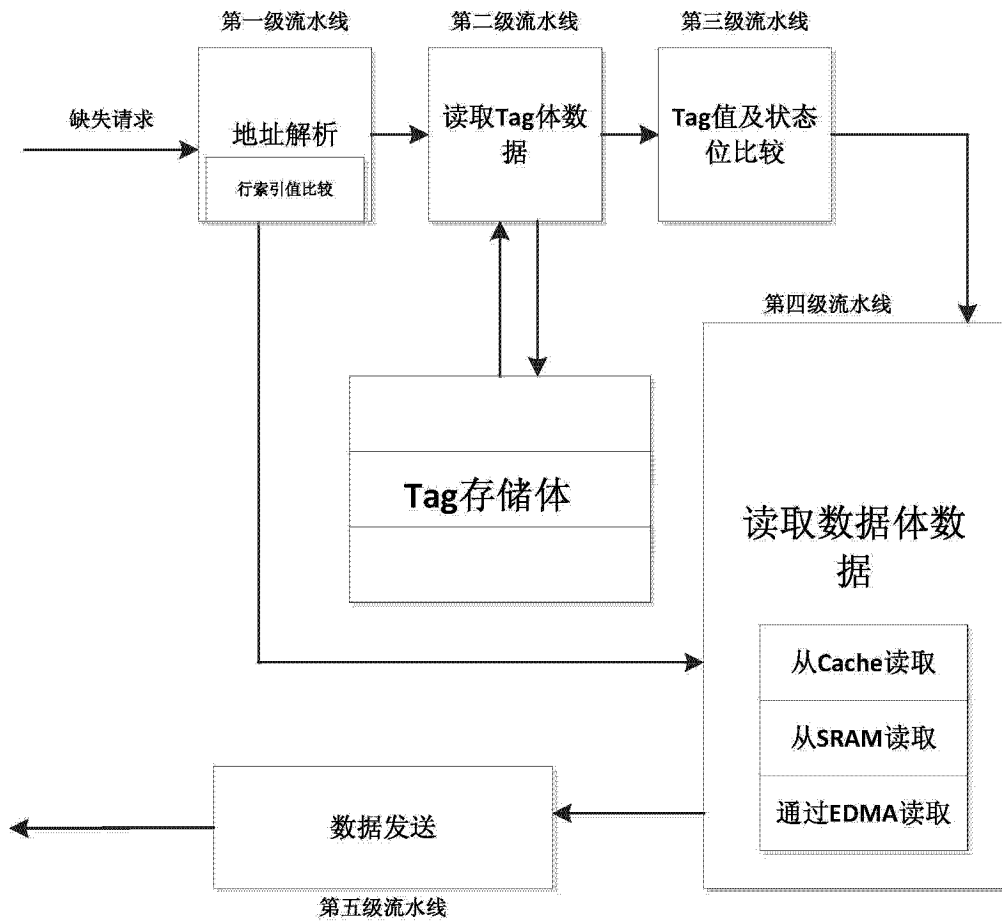 第一级流水线
第二级流水线
第三级流水线
缺失请求
地址解析
行索引值比较
读取Tag体数
据
Tag值及状态
位比较
第四级流水线
Tag存储体
读取数据体数
据
从Cache读取
从SRAM读取
通过EDMA读取
数据发送
第五级流水线